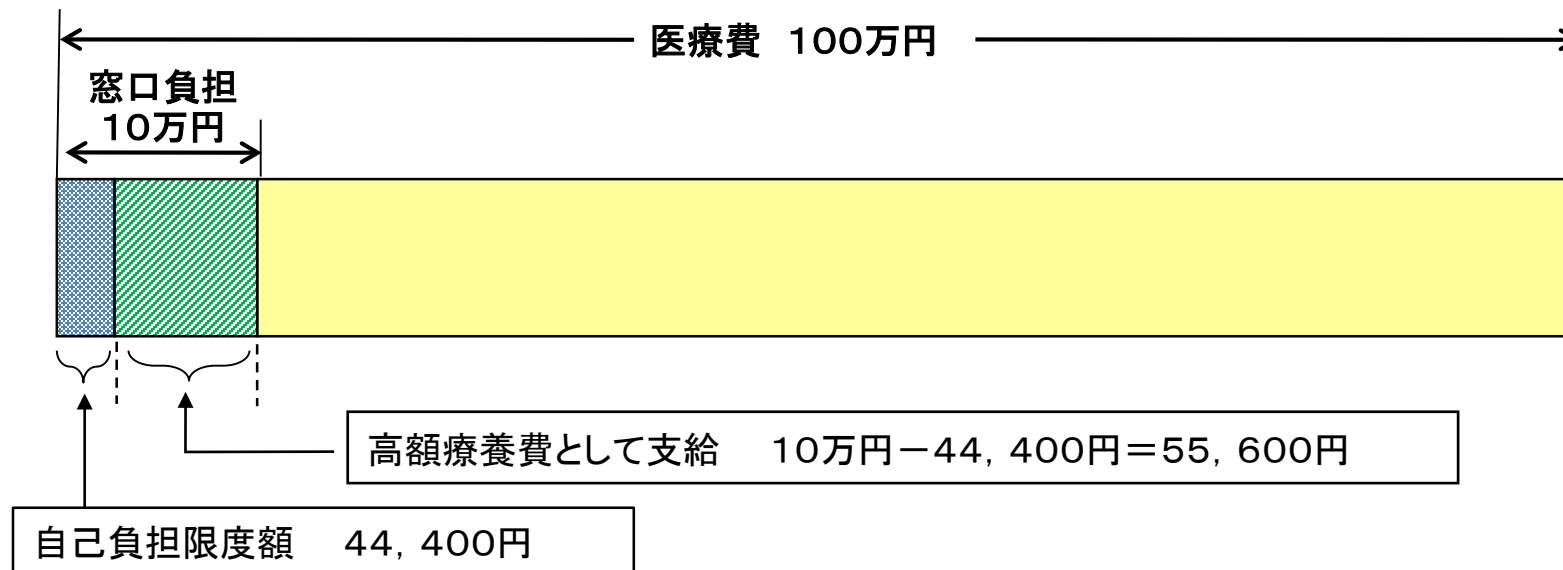 医療費 100万円
窓口負担
10万円
高額療養費として支給 10万円－44,400円＝55,600円
自己負担限度額 44,400円